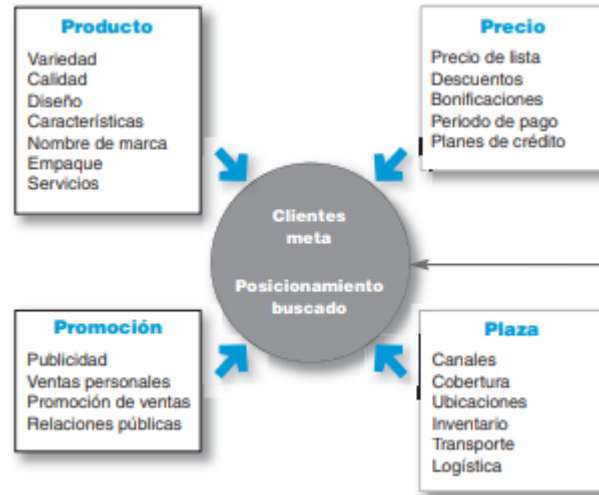 Producto
Variedad
Calidad
Diseño
Características
Nombre de marca
Empaque
Servicios
Precio
Precio de lista
Descuentos
Bonificaciones
Periodo de pago
Planes de crédito
Clientes
meta
Posicionamiento
buscado
Promoción
Publicidad
Ventas personales
Promoción de ventas
Relaciones públicas
Plaza
Canales
Cobertura
Ubicaciones
Inventario
Transporte
Logística